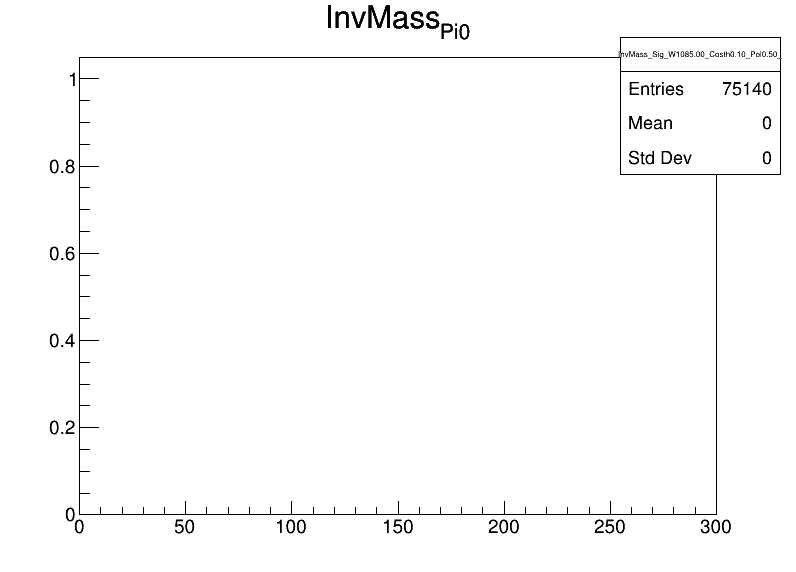 InvMass_Pi0
InvMass_Sig_W1085.00_Costh0.10_Pol0.50_
Entries 75140
Mean 0
Std Dev 0
1
0.8
0.6
0.4
0.2
0
0 50 100 150 200 250 300